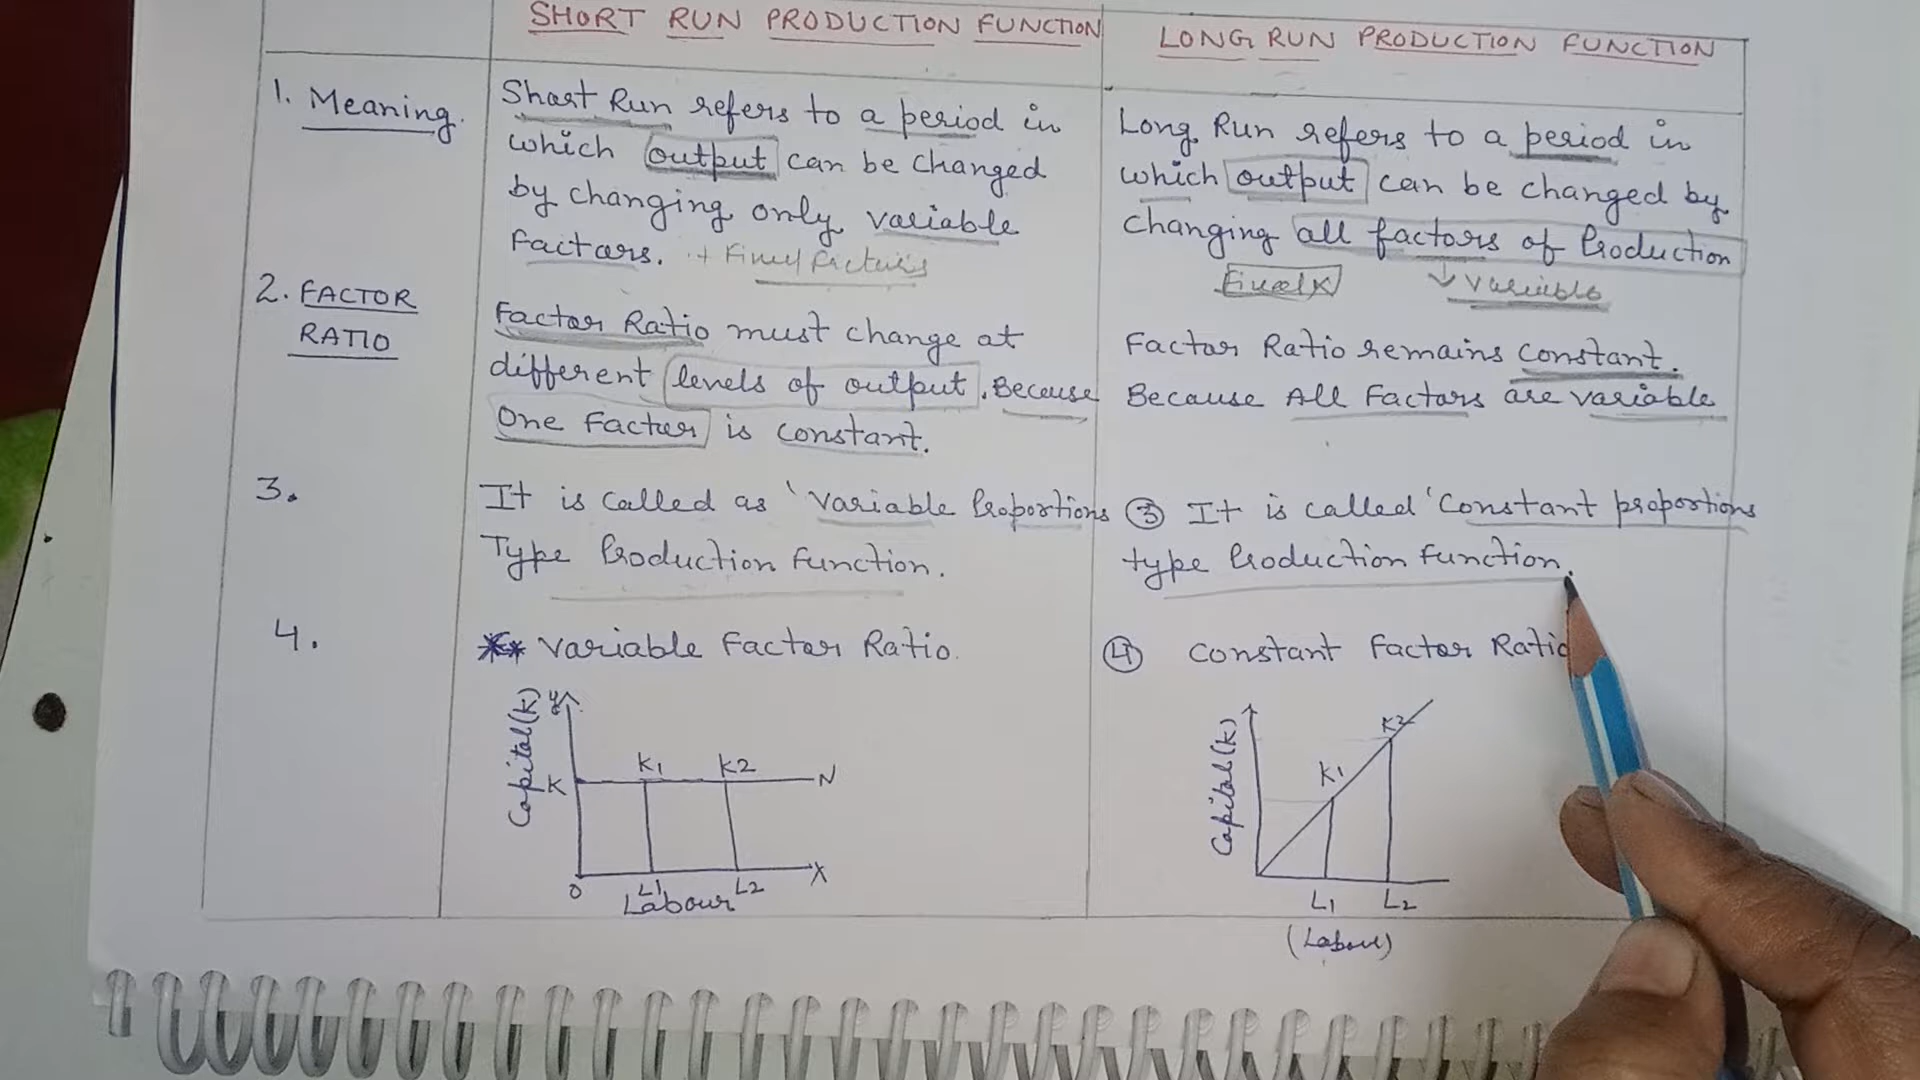 SHORT RUN PRODUCTION FUNCTION
LONG RUN PRODUCTION FUNCTION
1. Meaning.
Short Run refers to a period in
which output can be changed
by changing only variable
Factors. + Fixed factors
Long Run refers to a period in
which output can be changed by
changing all factors of Production
Fixed X ↓ variable
2. FACTOR
RATIO
Factor Ratio must change at
different levels of output. Because
one Factor is constant.
Factor Ratio remains constant.
Because All Factors are variable
3.
It is called as 'variable Proportions
Type Production Function.
③ It is called 'Constant proportions
type Production Function.
4.
** variable Factor Ratio.
④ Constant Factor Ratio
Capital (K)
y
K
K1 K2 N
O L1 L2 X
Labour
Capital (K)
K2
K1
L1 L2
(Labour)